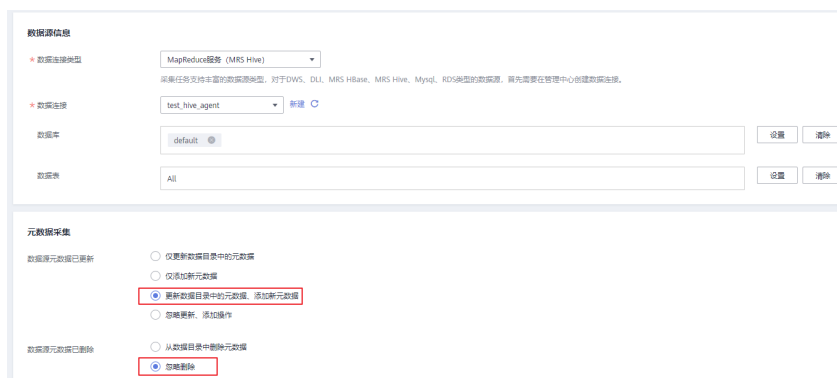 数据源信息
* 数据连接类型 MapReduce服务（MRS Hive）
采集任务支持丰富的数据源类型，对于DWS、DLI、MRS HBase、MRS Hive、Mysql、RDS类型的数据源，首先需要在管理中心创建数据连接。
* 数据连接 test_hive_agent 新建
数据库 default 设置 清除
数据表 All 设置 清除
元数据采集
数据源元数据已更新 仅更新数据目录中的元数据
仅添加新元数据
更新数据目录中的元数据、添加新元数据
忽略更新、添加操作
数据源元数据已删除 从数据目录中删除元数据
忽略删除